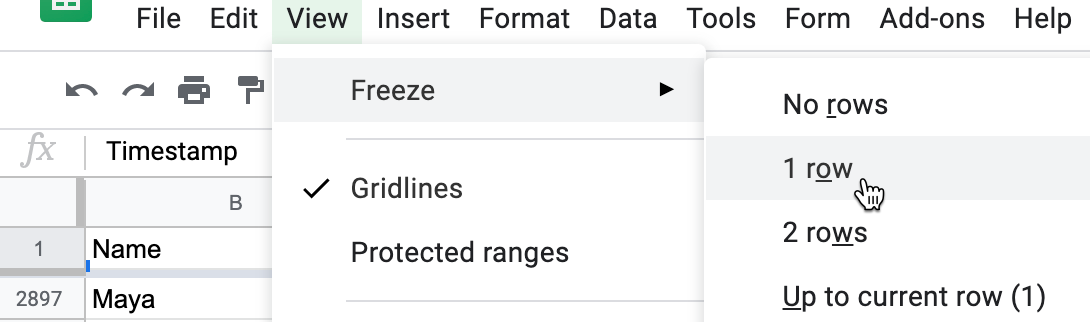 File Edit View Insert Format Data Tools Form Add-ons Help
Freeze
No rows
1 row
2 rows
Up to current row (1)
Gridlines
Protected ranges
fx Timestamp
B
1 Name
2897 Maya